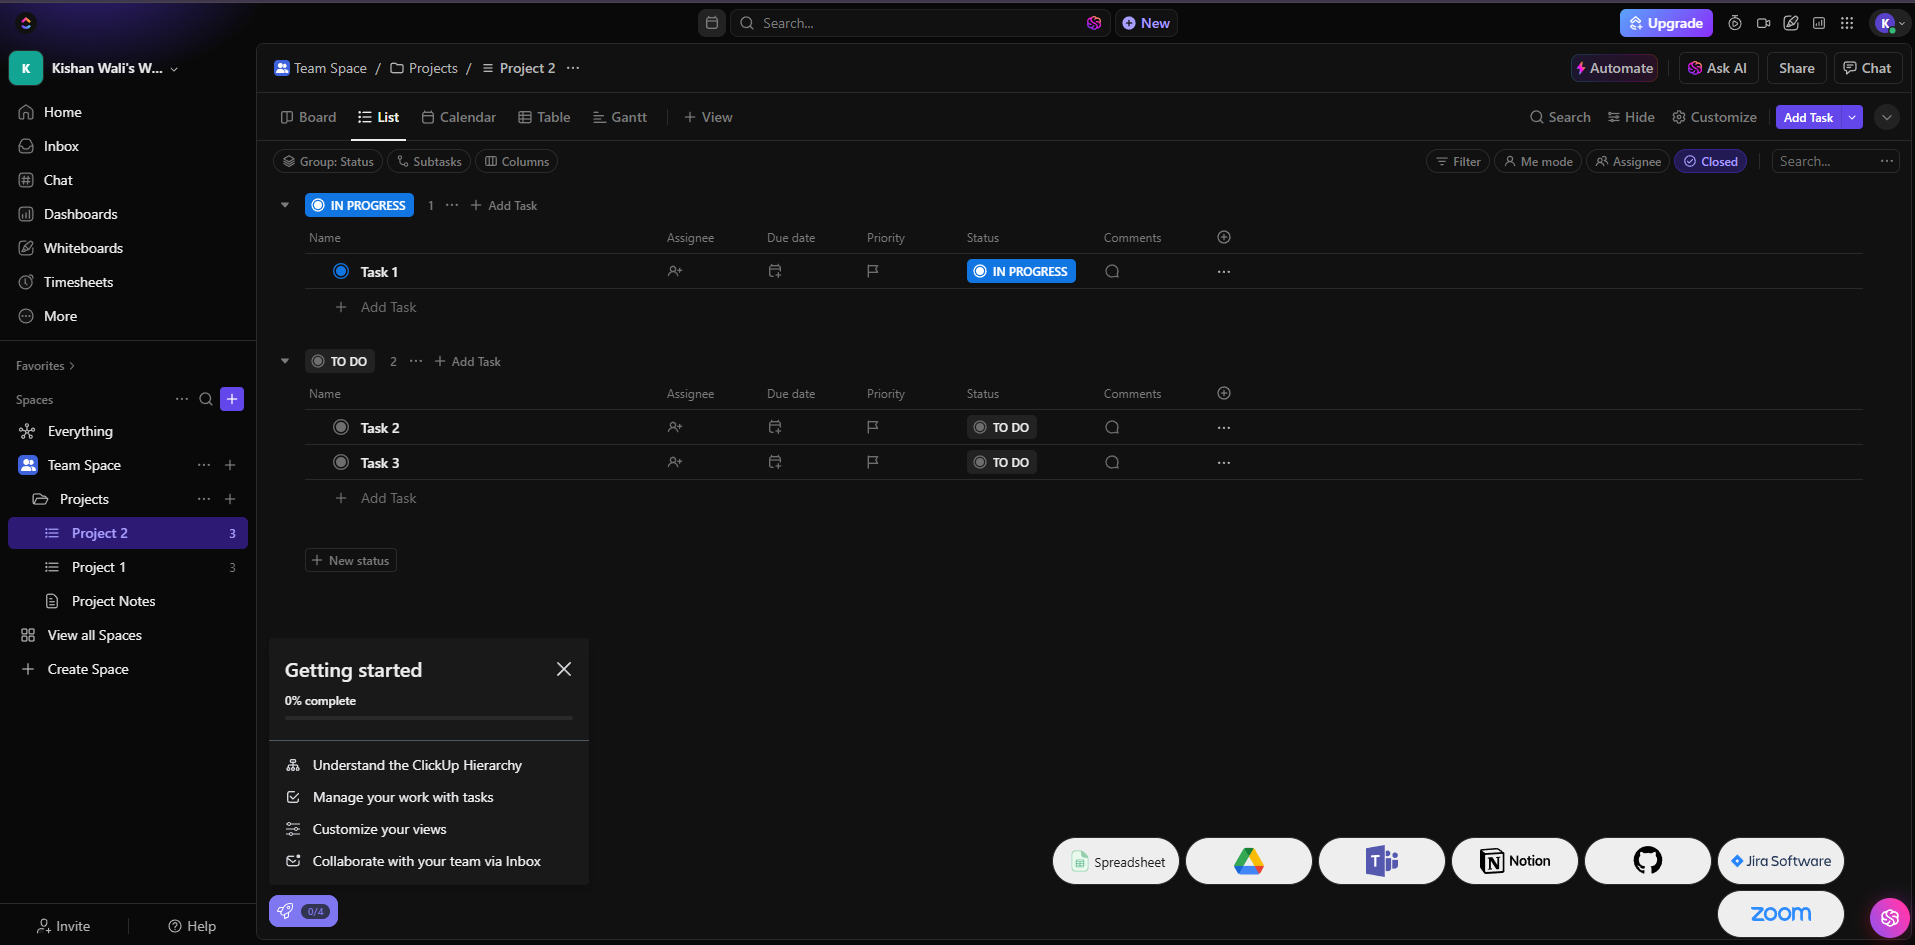 Search...
New
Upgrade
K
K
Kishan Wali's W...
Home
Inbox
Chat
Dashboards
Whiteboards
Timesheets
More
Favorites
Spaces
Everything
Team Space
Projects
Project 2 3
Project 1 3
Project Notes
View all Spaces
Create Space
Invite
Help
Team Space / Projects / Project 2
Automate
Ask AI
Share
Chat
Board
List
Calendar
Table
Gantt
View
Search
Hide
Customize
Add Task
Group: Status
Subtasks
Columns
Filter
Me mode
Assignee
Closed
Search...
IN PROGRESS 1 Add Task
Name Assignee Due date Priority Status Comments
Task 1 IN PROGRESS
Add Task
TO DO 2 Add Task
Name Assignee Due date Priority Status Comments
Task 2 TO DO
Task 3 TO DO
Add Task
New status
Getting started
0% complete
Understand the ClickUp Hierarchy
Manage your work with tasks
Customize your views
Collaborate with your team via Inbox
0/4
Spreadsheet
T
Notion
Jira Software
zoom